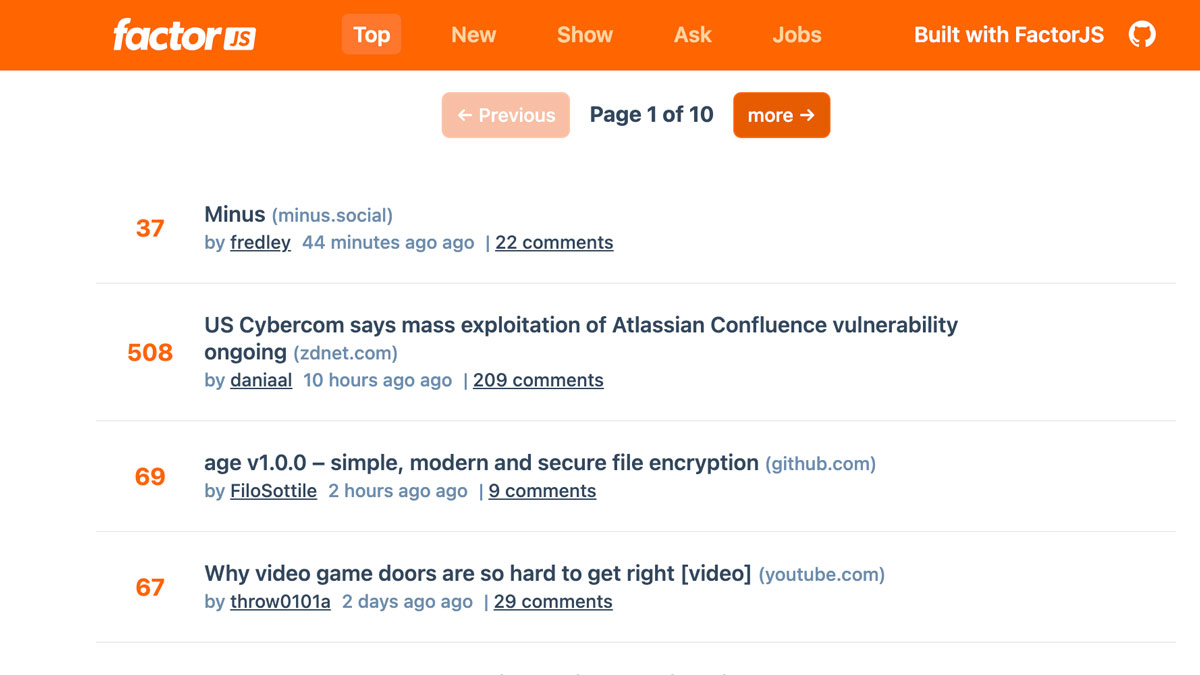 factor JS Top New Show Ask Jobs Built with FactorJS
← Previous Page 1 of 10 more →
37
Minus (minus.social)
by fredley 44 minutes ago ago | 22 comments
508
US Cybercom says mass exploitation of Atlassian Confluence vulnerability
ongoing (zdnet.com)
by daniaal 10 hours ago ago | 209 comments
69
age v1.0.0 – simple, modern and secure file encryption (github.com)
by FiloSottile 2 hours ago ago | 9 comments
67
Why video game doors are so hard to get right [video] (youtube.com)
by throw0101a 2 days ago ago | 29 comments